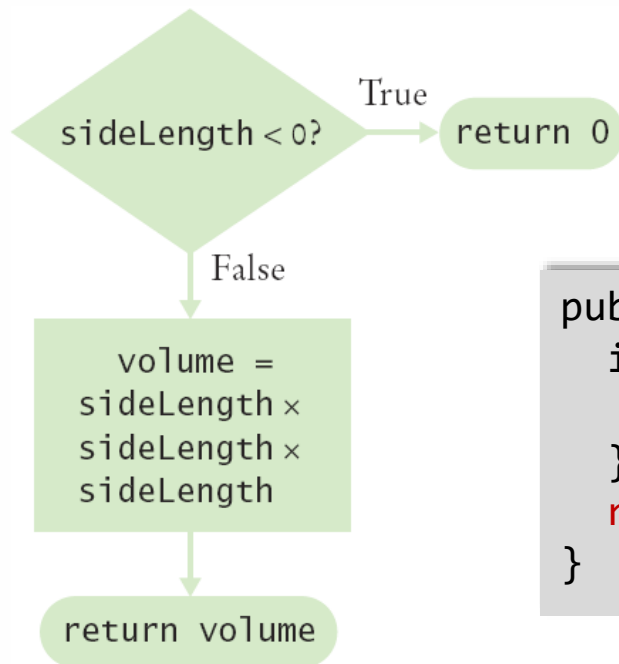 sideLength < 0?
True
return 0
False
volume =
sideLength ×
sideLength ×
sideLength
return volume
pub
i
}
r
}